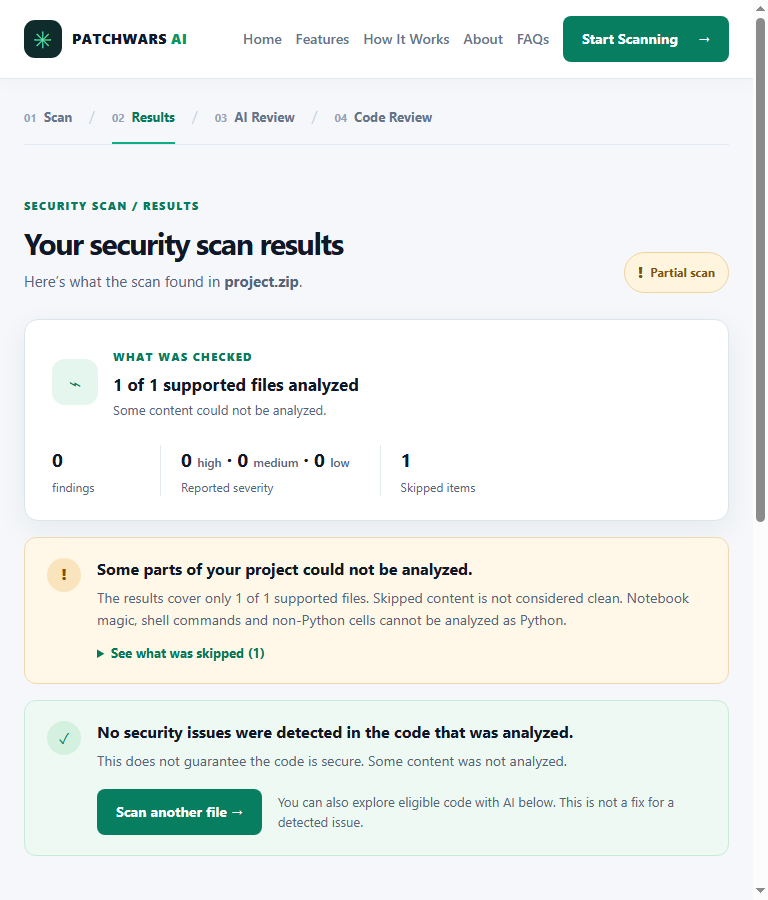 PATCHWARS AI
Home Features How It Works About FAQs Start Scanning →
01 Scan / 02 Results / 03 AI Review / 04 Code Review
SECURITY SCAN / RESULTS
Your security scan results
Here's what the scan found in project.zip.
! Partial scan
WHAT WAS CHECKED
1 of 1 supported files analyzed
Some content could not be analyzed.
0 findings
0 high · 0 medium · 0 low
Reported severity
1
Skipped items
! Some parts of your project could not be analyzed.
The results cover only 1 of 1 supported files. Skipped content is not considered clean. Notebook
magic, shell commands and non-Python cells cannot be analyzed as Python.
▶ See what was skipped (1)
✓ No security issues were detected in the code that was analyzed.
This does not guarantee the code is secure. Some content was not analyzed.
Scan another file →
You can also explore eligible code with AI below. This is not a fix for a
detected issue.